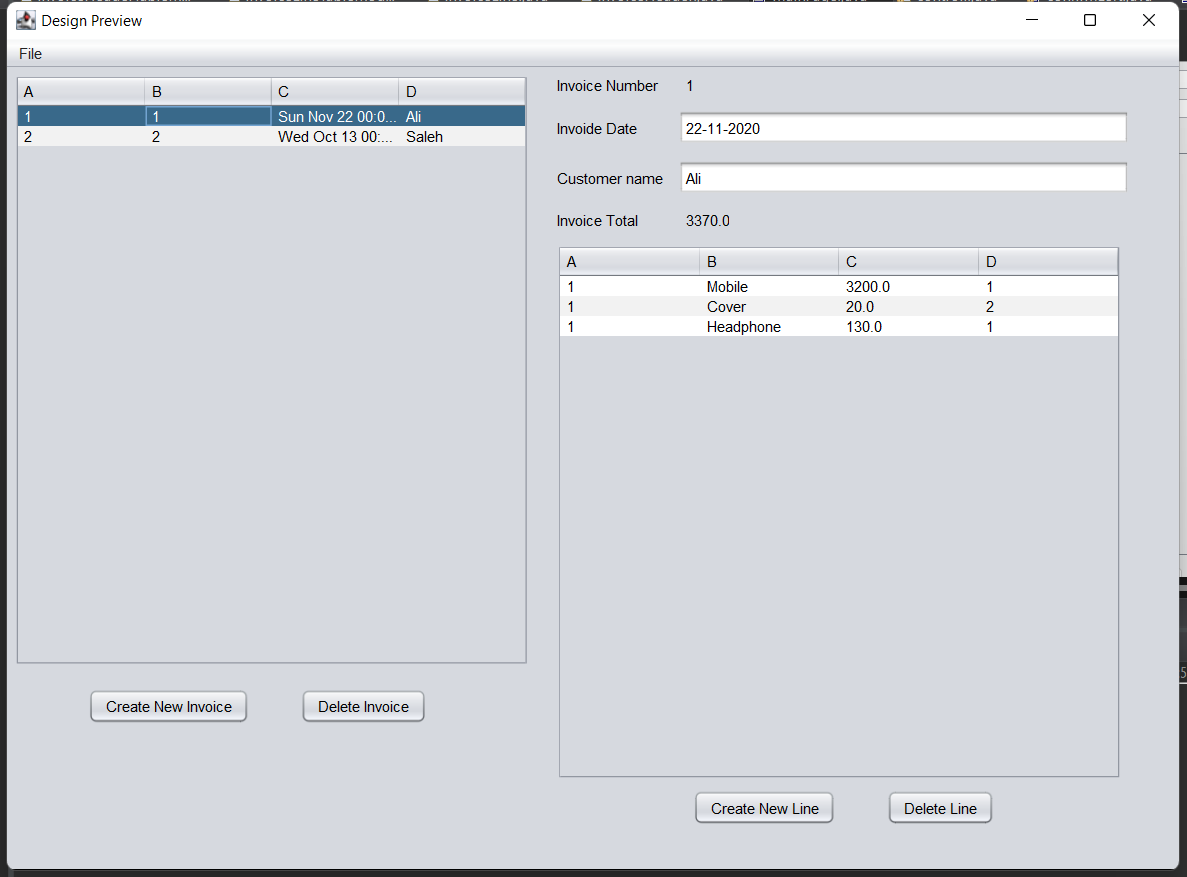 Design Preview
File
A B C D
1 1 Sun Nov 22 00:0... Ali
2 2 Wed Oct 13 00:... Saleh
Create New Invoice Delete Invoice
Invoice Number 1
Invoide Date 22-11-2020
Customer name Ali
Invoice Total 3370.0
A B C D
1 Mobile 3200.0 1
1 Cover 20.0 2
1 Headphone 130.0 1
Create New Line Delete Line